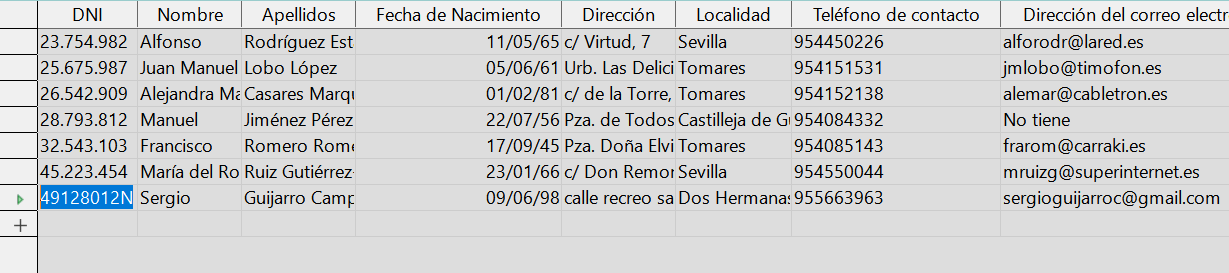 DNI Nombre Apellidos Fecha de Nacimiento Dirección Localidad Teléfono de contacto Dirección del correo electr
23.754.982 Alfonso Rodríguez Est 11/05/65 c/ Virtud, 7 Sevilla 954450226 alforodr@lared.es
25.675.987 Juan Manuel Lobo López 05/06/61 Urb. Las Delici Tomares 954151531 jmlobo@timofon.es
26.542.909 Alejandra Ma Casares Marqu 01/02/81 c/ de la Torre, Tomares 954152138 alemar@cabletron.es
28.793.812 Manuel Jiménez Pérez 22/07/56 Pza. de Todos Castilleja de G 954084332 No tiene
32.543.103 Francisco Romero Rome 17/09/45 Pza. Doña Elvi Tomares 954085143 frarom@carraki.es
45.223.454 María del Ro Ruiz Gutiérrez- 23/01/66 c/ Don Remon Sevilla 954550044 mruizg@superinternet.es
49128012N Sergio Guijarro Camp 09/06/98 calle recreo sa Dos Hermanas 955663963 sergioguijarroc@gmail.com